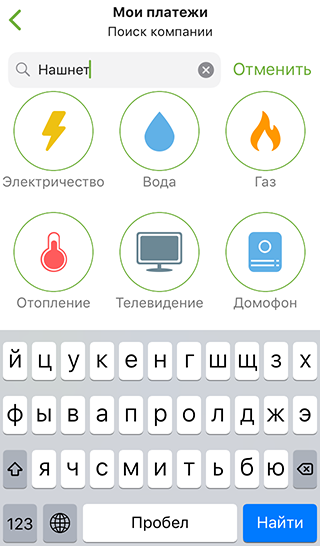 Мои платежи
Поиск компании
Нашнет
Отменить
Электричество Вода Газ
Отопление Телевидение Домофон
й ц у к е н г ш щ з х
ф ы в а п р о л д ж э
я ч с м и т ь б ю
123 Пробел Найти